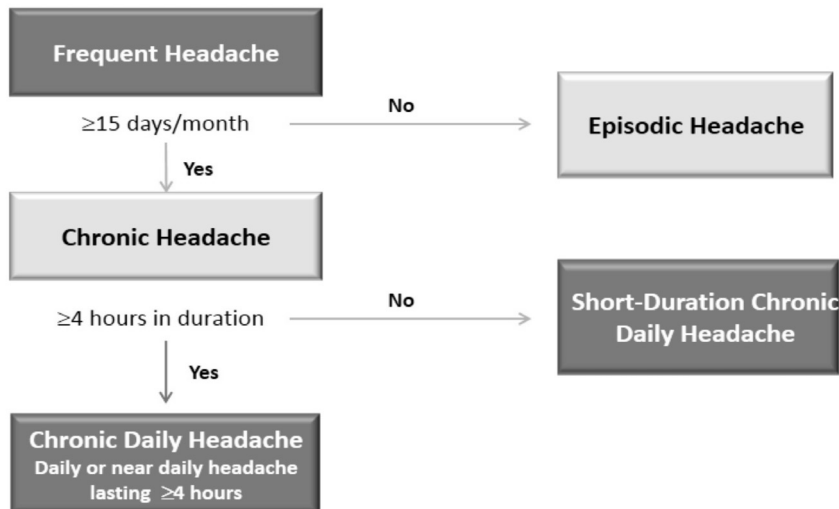 Frequent Headache
≥15 days/month
No
Episodic Headache
Yes
Chronic Headache
≥4 hours in duration
No
Short-Duration Chronic
Daily Headache
Yes
Chronic Daily Headache
Daily or near daily headache
lasting ≥4 hours